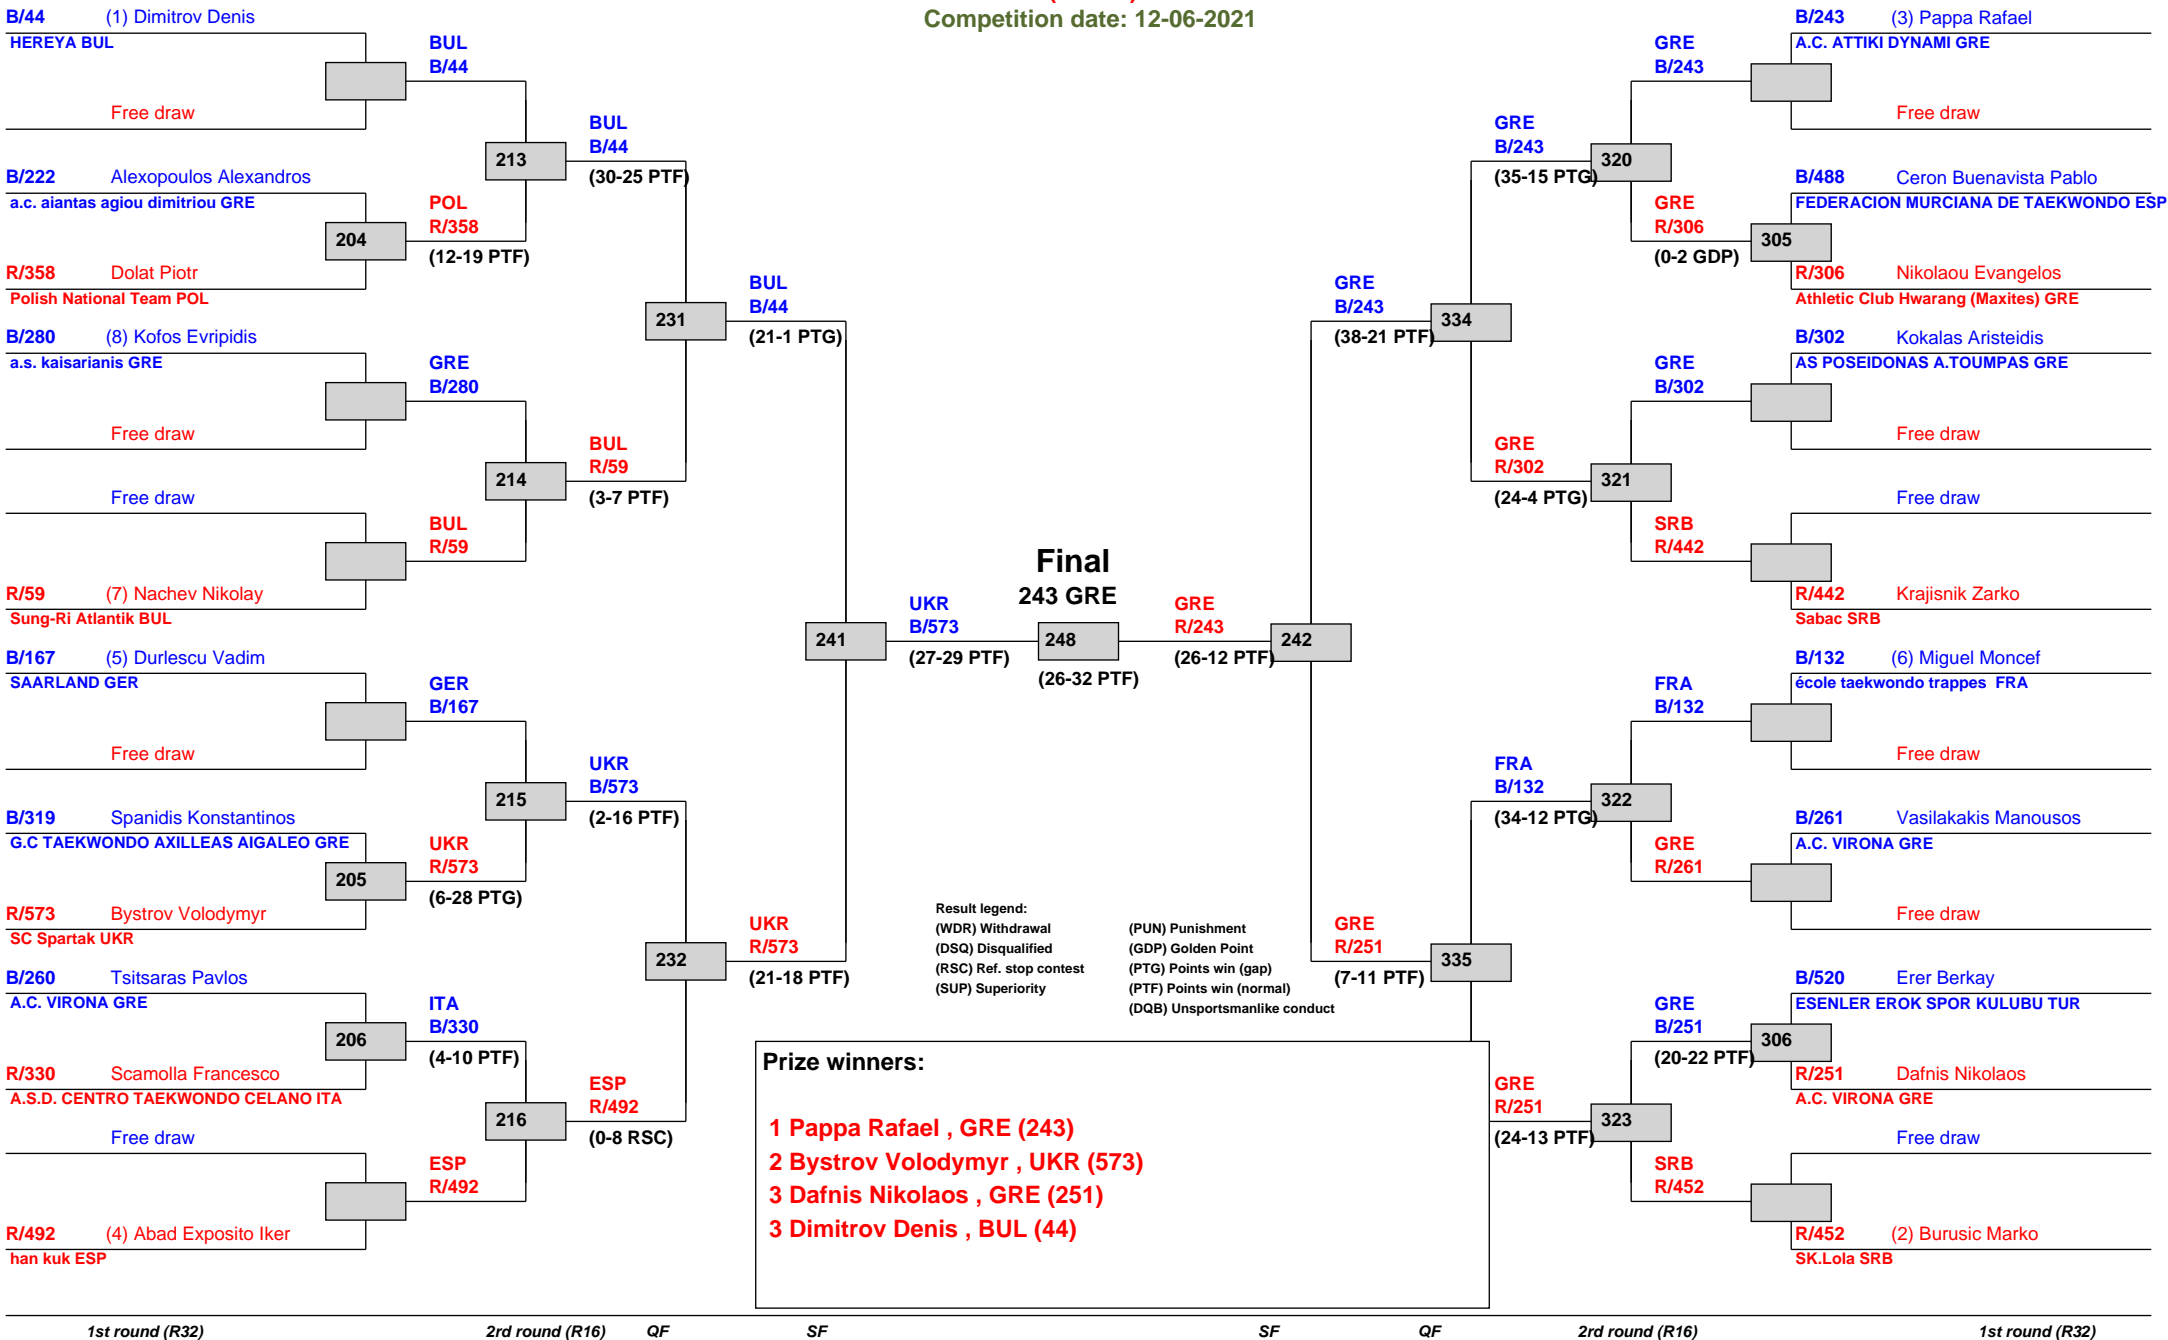 Competition date: 12-06-2021
B/44 (1) Dimitrov Denis
HEREYA BUL
Free draw
B/222 Alexopoulos Alexandros
a.c. aiantas agiou dimitriou GRE
R/358 Dolat Piotr
Polish National Team POL
B/280 (8) Kofos Evripidis
a.s. kaisarianis GRE
Free draw
Free draw
R/59 (7) Nachev Nikolay
Sung-Ri Atlantik BUL
B/167 (5) Durlescu Vadim
SAARLAND GER
Free draw
B/319 Spanidis Konstantinos
G.C TAEKWONDO AXILLEAS AIGALEO GRE
R/573 Bystrov Volodymyr
SC Spartak UKR
B/260 Tsitsaras Pavlos
A.C. VIRONA GRE
R/330 Scamolla Francesco
A.S.D. CENTRO TAEKWONDO CELANO ITA
Free draw
R/492 (4) Abad Exposito Iker
han kuk ESP
204
205
206
BUL
B/44
POL
R/358
(12-19 PTF)
GRE
B/280
BUL
R/59
GER
B/167
UKR
R/573
(6-28 PTG)
ITA
B/330
(4-10 PTF)
ESP
R/492
213
214
215
216
BUL
B/44
(30-25 PTF)
BUL
R/59
(3-7 PTF)
UKR
B/573
(2-16 PTF)
ESP
R/492
(0-8 RSC)
231
232
BUL
B/44
(21-1 PTG)
UKR
R/573
(21-18 PTF)
241
UKR
B/573
(27-29 PTF)
Final
243 GRE
248
(26-32 PTF)
GRE
R/243
(26-12 PTF)
242
GRE
B/243
(38-21 PTF)
GRE
R/251
(7-11 PTF)
334
335
GRE
B/243
(35-15 PTG)
GRE
R/302
(24-4 PTG)
FRA
B/132
(34-12 PTG)
GRE
R/251
(24-13 PTF)
320
321
322
323
GRE
B/243
GRE
R/306
(0-2 GDP)
GRE
B/302
SRB
R/442
FRA
B/132
GRE
R/261
GRE
B/251
(20-22 PTF)
SRB
R/452
305
306
B/243 (3) Pappa Rafael
A.C. ATTIKI DYNAMI GRE
Free draw
B/488 Ceron Buenavista Pablo
FEDERACION MURCIANA DE TAEKWONDO ESP
R/306 Nikolaou Evangelos
Athletic Club Hwarang (Maxites) GRE
B/302 Kokalas Aristeidis
AS POSEIDONAS A.TOUMPAS GRE
Free draw
Free draw
R/442 Krajisnik Zarko
Sabac SRB
B/132 (6) Miguel Moncef
école taekwondo trappes FRA
Free draw
B/261 Vasilakakis Manousos
A.C. VIRONA GRE
Free draw
B/520 Erer Berkay
ESENLER EROK SPOR KULUBU TUR
R/251 Dafnis Nikolaos
A.C. VIRONA GRE
Free draw
R/452 (2) Burusic Marko
SK.Lola SRB
Result legend:
(WDR) Withdrawal
(DSQ) Disqualified
(RSC) Ref. stop contest
(SUP) Superiority
(PUN) Punishment
(GDP) Golden Point
(PTG) Points win (gap)
(PTF) Points win (normal)
(DQB) Unsportsmanlike conduct
Prize winners:
1 Pappa Rafael , GRE (243)
2 Bystrov Volodymyr , UKR (573)
3 Dafnis Nikolaos , GRE (251)
3 Dimitrov Denis , BUL (44)
1st round (R32) 2rd round (R16) QF SF SF QF 2rd round (R16) 1st round (R32)